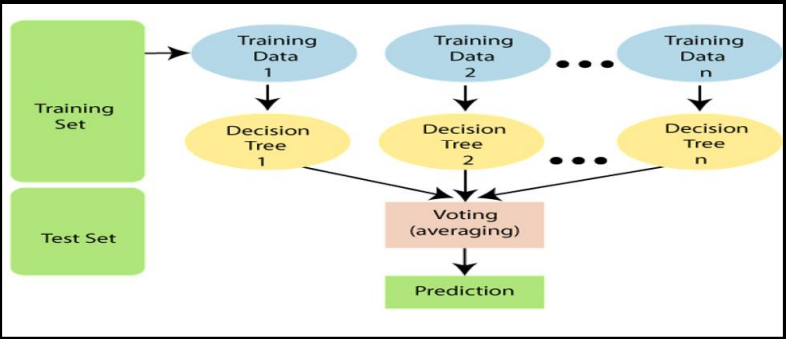 Training
Set
Test Set
Training
Data
1
Training
Data
2
Training
Data
n
Decision
Tree
1
Decision
Tree
2
Decision
Tree
n
Voting
(averaging)
Prediction